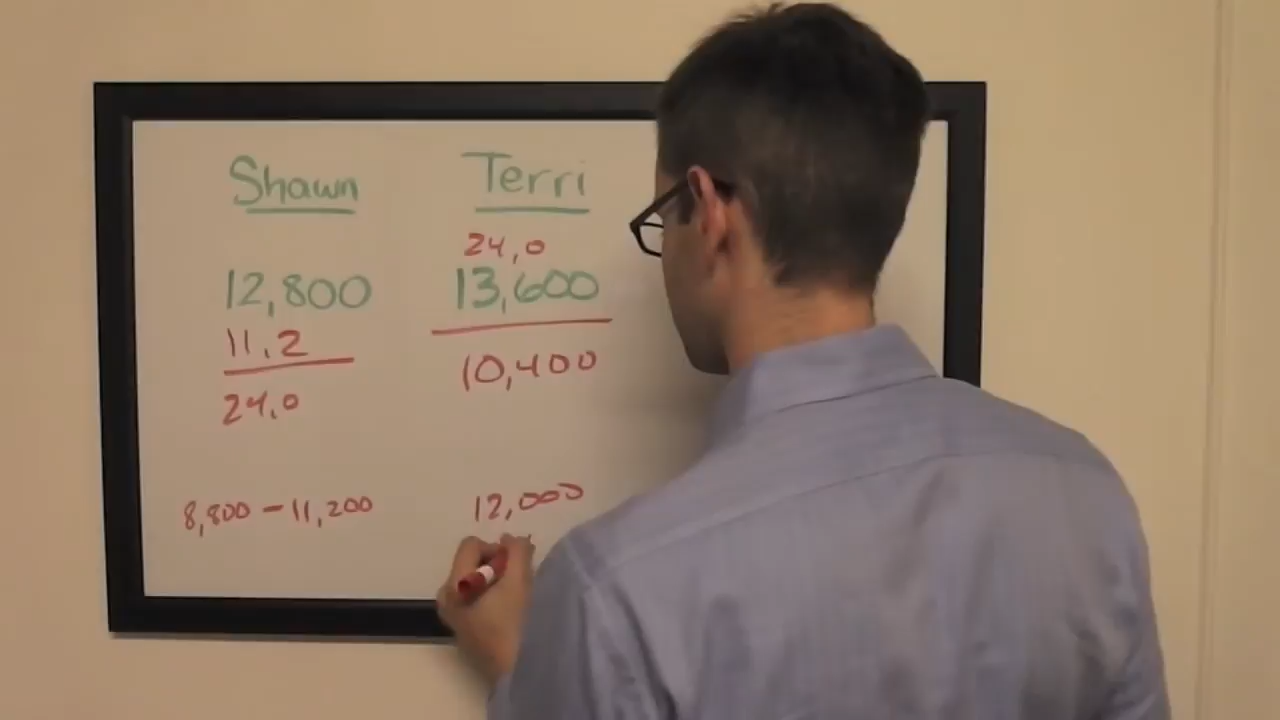 Shawn
12,800
11.2
24.0
8,800 - 11,200
Terri
24.0
13,600
10,400
12,000